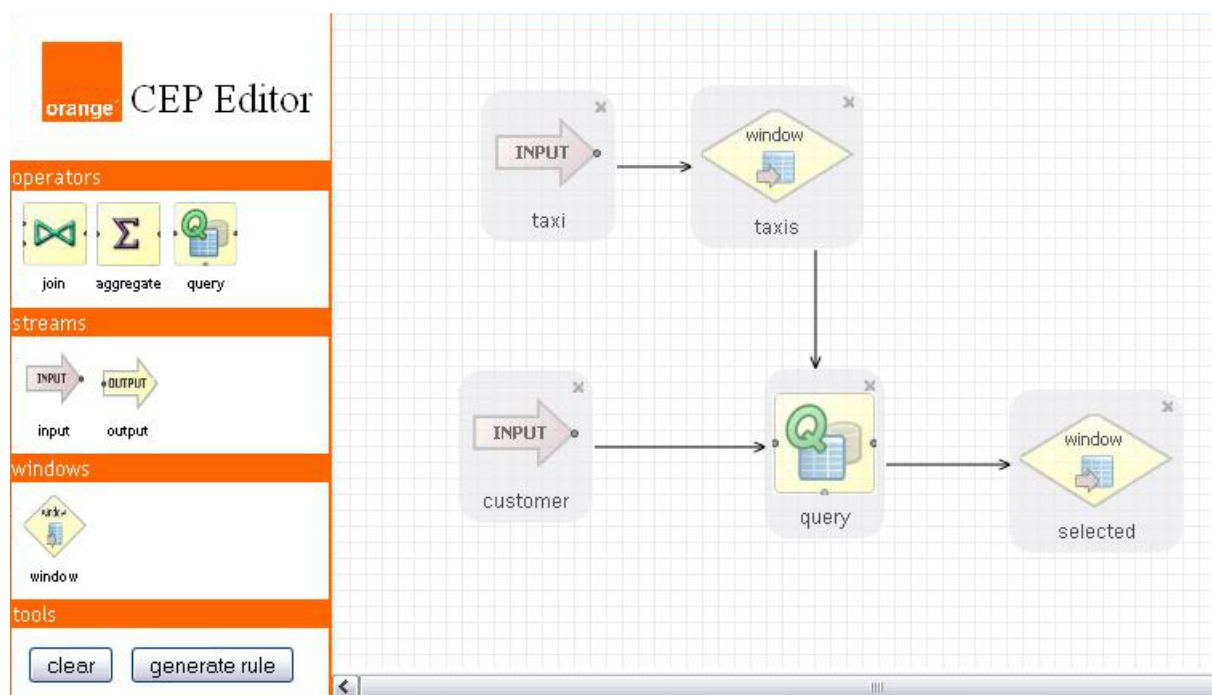 orange
CEP Editor
operators
join aggregate query
streams
INPUT OUTPUT
input output
windows
window
window
tools
clear generate rule
INPUT
taxi
window
taxis
INPUT
customer
query
window
selected